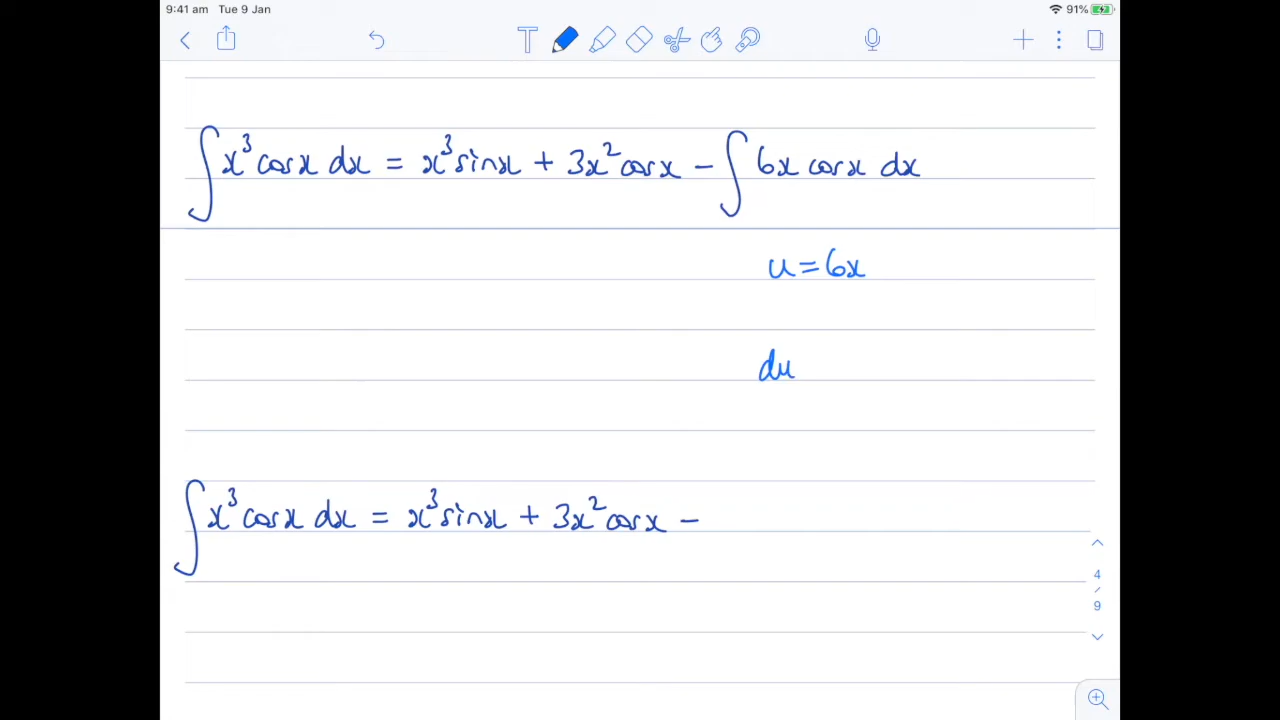 9:41 am Tue 9 Jan 91%
T
∫x³cosx dx = x³sinx + 3x²cosx − ∫6x cosx dx
u=6x
du
∫x³cosx dx = x³sinx + 3x²cosx −
4
/
9